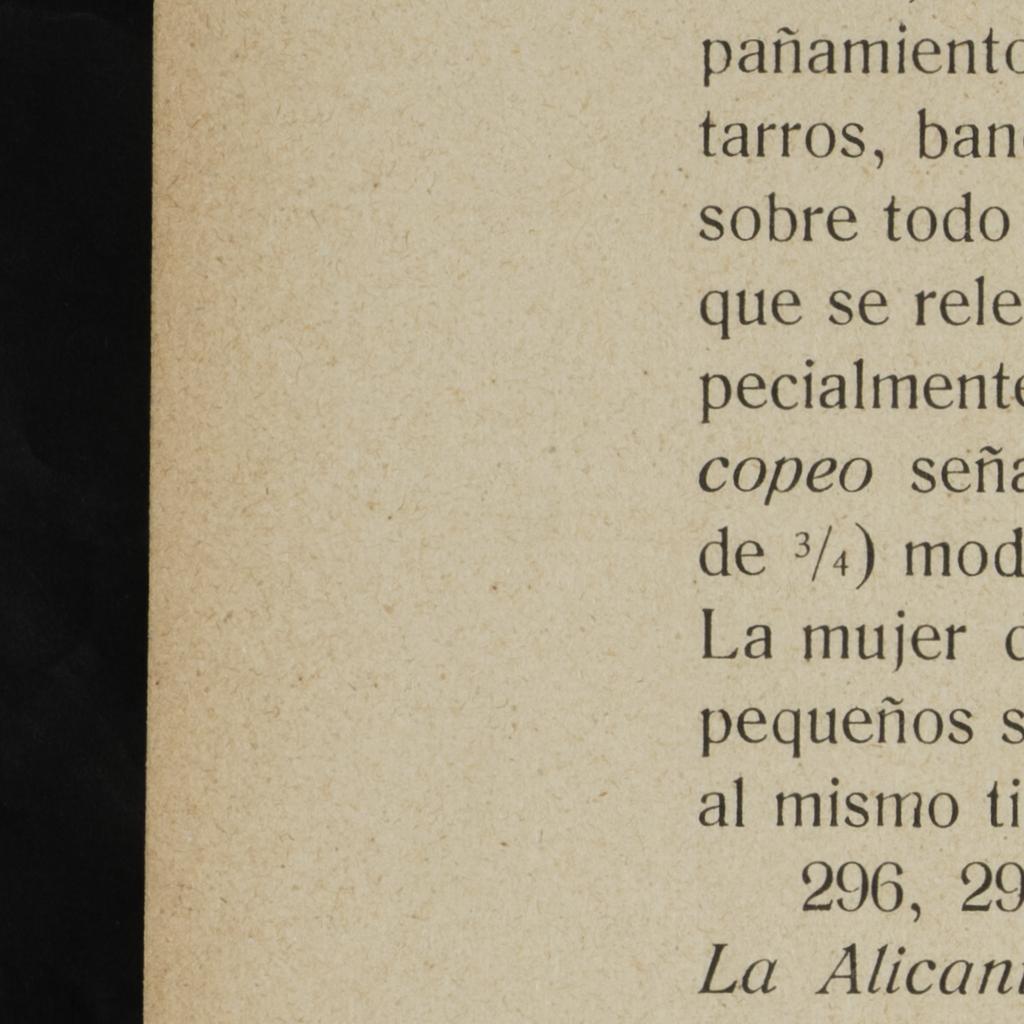 pañamiento
tarros, ban
sobre todo
que se rele
pecialmente
copeo seña
de ³/₄) mod
La mujer
pequeños s
al mismo ti
296, 29
La Alican